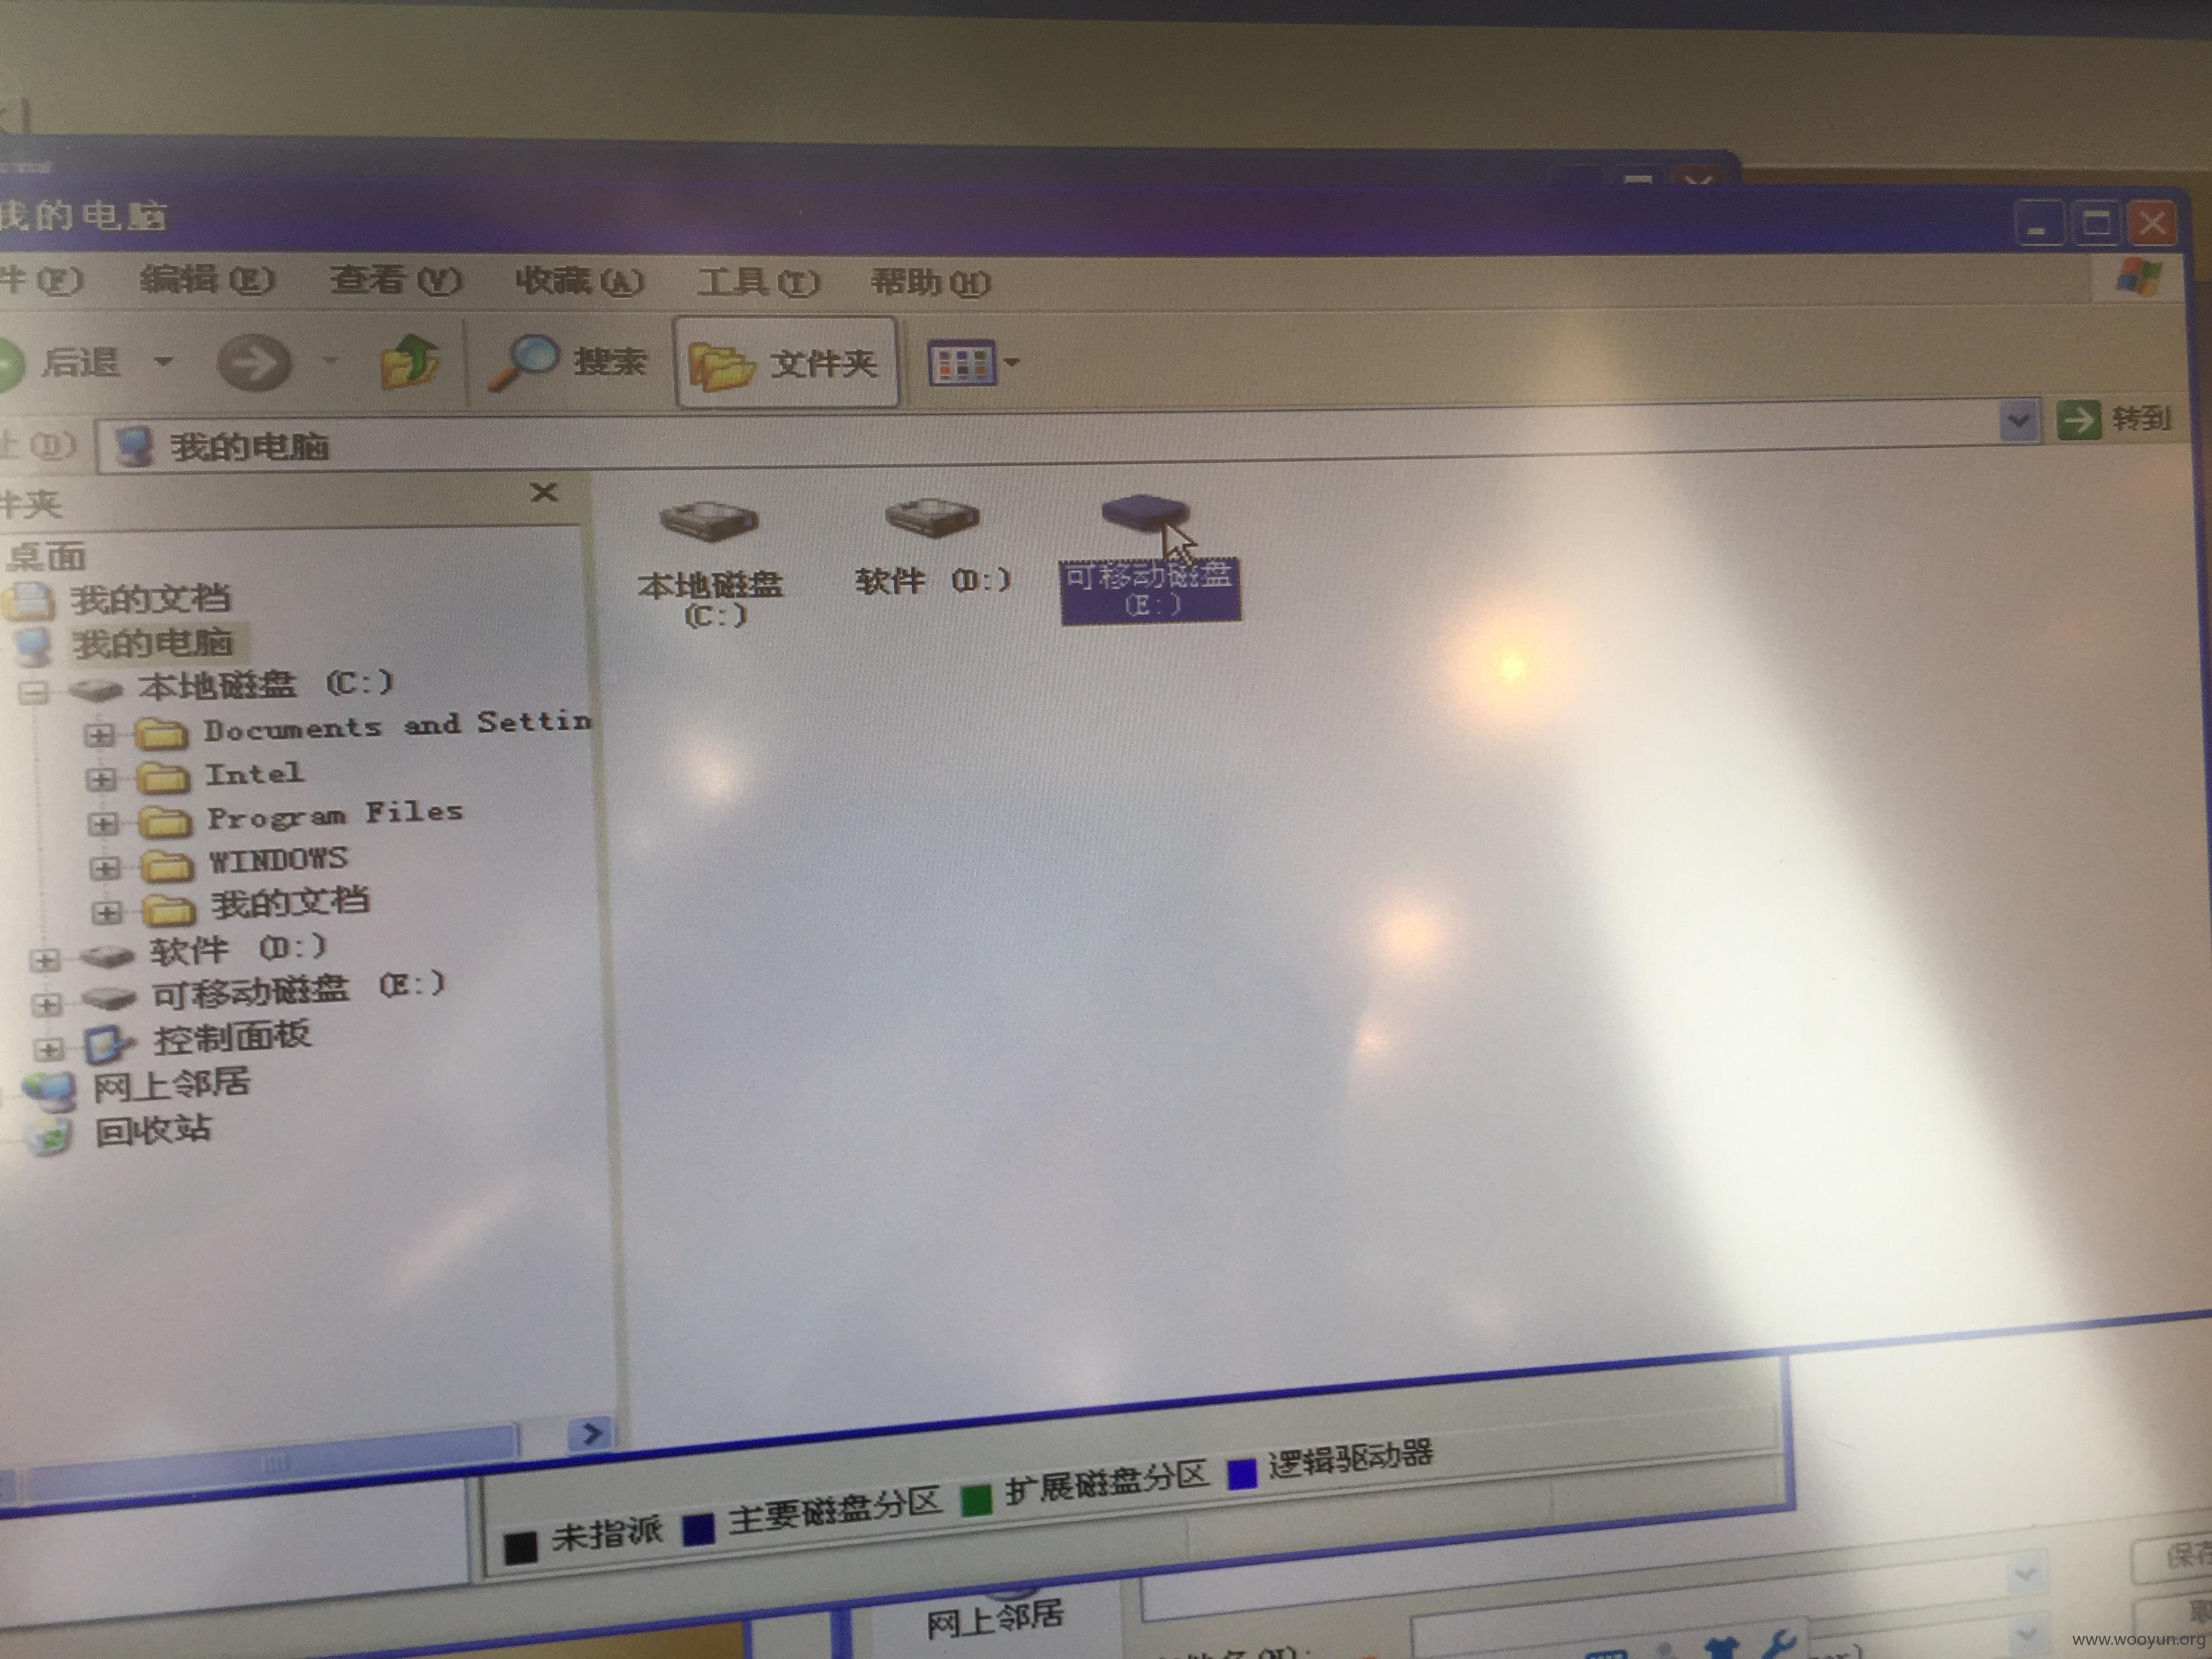 我的电脑
件(F) 编辑(E) 查看(V) 收藏(A) 工具(T) 帮助(H)
后退 搜索 文件夹
址(D) 我的电脑 转到
件夹
桌面
我的文档
我的电脑
本地磁盘 (C:)
Documents and Settin
Intel
Program Files
WINDOWS
我的文档
软件 (D:)
可移动磁盘 (E:)
控制面板
网上邻居
回收站
本地磁盘
(C:)
软件 (D:)
可移动磁盘
(E:)
未指派 主要磁盘分区 扩展磁盘分区 逻辑驱动器
网上邻居
保存
www.wooyun.org